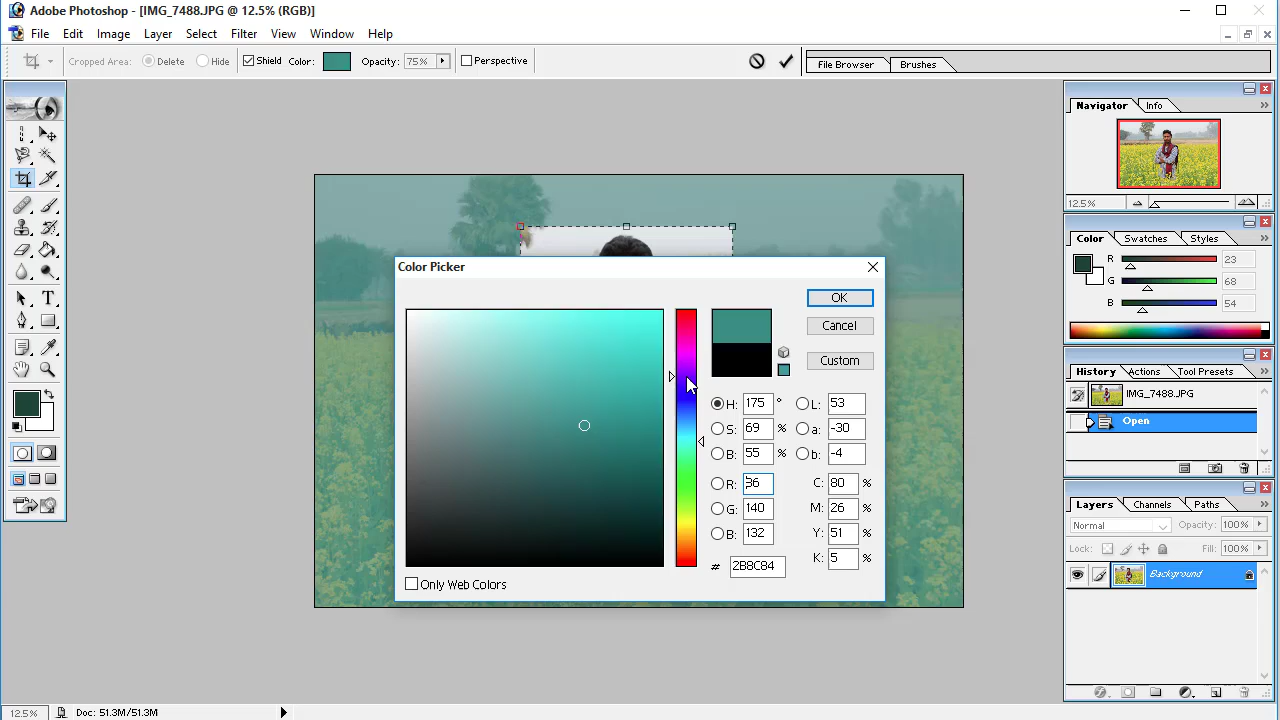 Adobe Photoshop - [IMG_7488.JPG @ 12.5% (RGB)]
File Edit Image Layer Select Filter View Window Help
Cropped Area: Delete Hide Shield Color: Opacity: 75% Perspective File Browser Brushes
Navigator Info
12.5%
Color Swatches Styles
R 23
G 68
B 54
History Actions Tool Presets
IMG_7488.JPG
Open
Layers Channels Paths
Normal Opacity: 100%
Lock: Fill: 100%
Background
Color Picker
OK
Cancel
Custom
H: 175 ° L: 53
S: 69 % a: -30
B: 55 % b: -4
R: 36 C: 80 %
G: 140 M: 26 %
B: 132 Y: 51 %
K: 5 %
# 2B8C84
Only Web Colors
T
12.5% Doc: 51.3M/51.3M